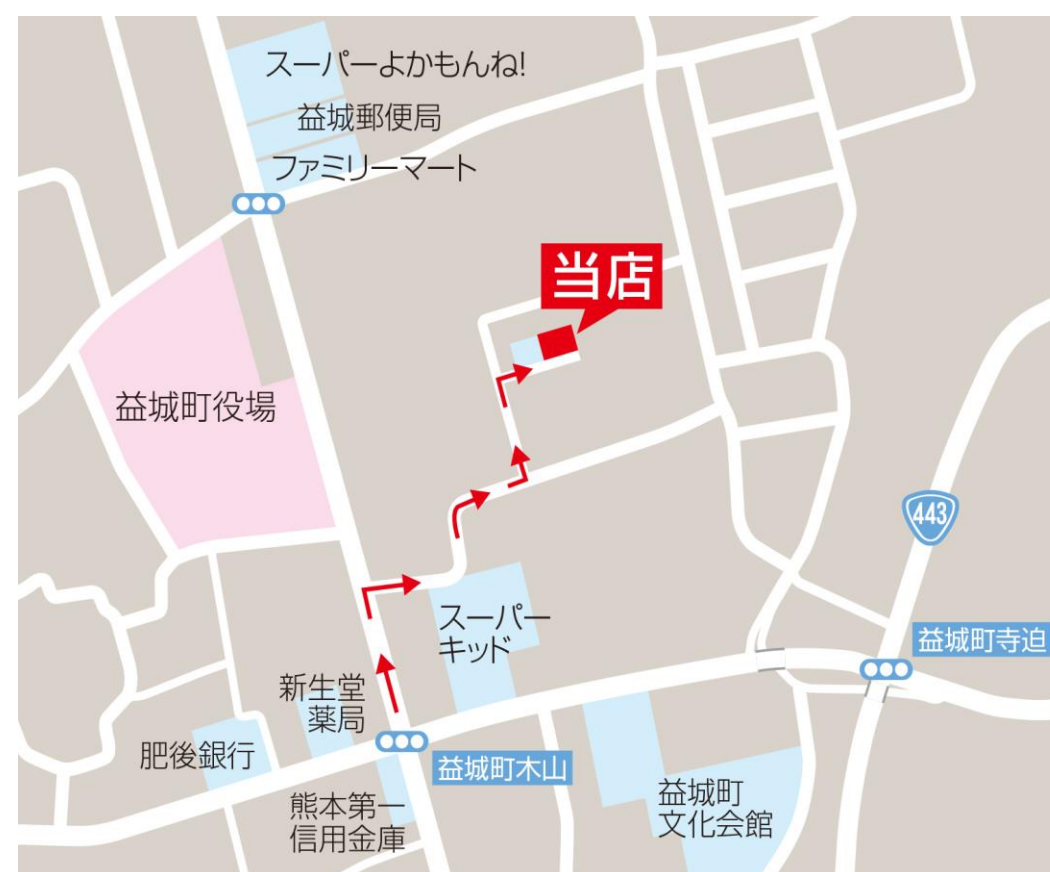 スーパーよかもんね!
益城郵便局
ファミリーマート
当店
益城町役場
443
スーパー
キッド
益城町寺迫
新生堂
薬局
肥後銀行
益城町木山
熊本第一
信用金庫
益城町
文化会館